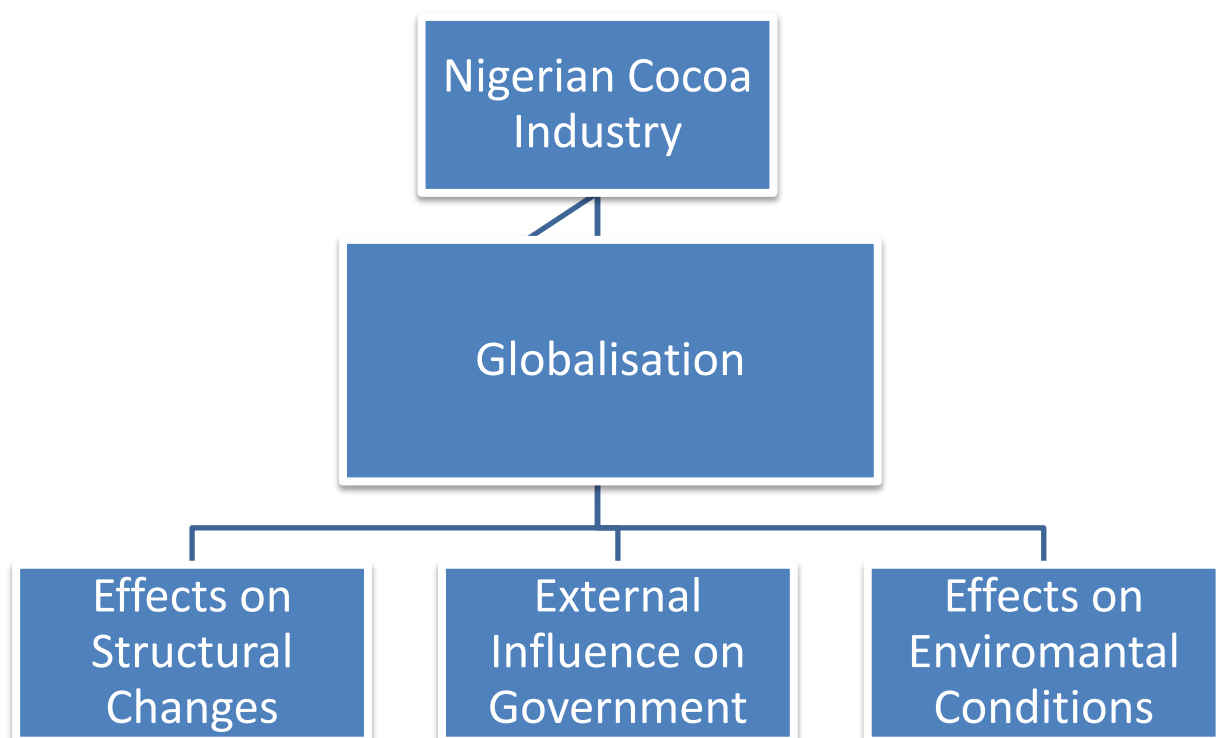 Nigerian Cocoa
Industry
Globalisation
Effects on
Structural
Changes
External
Influence on
Government
Effects on
Enviromantal
Conditions